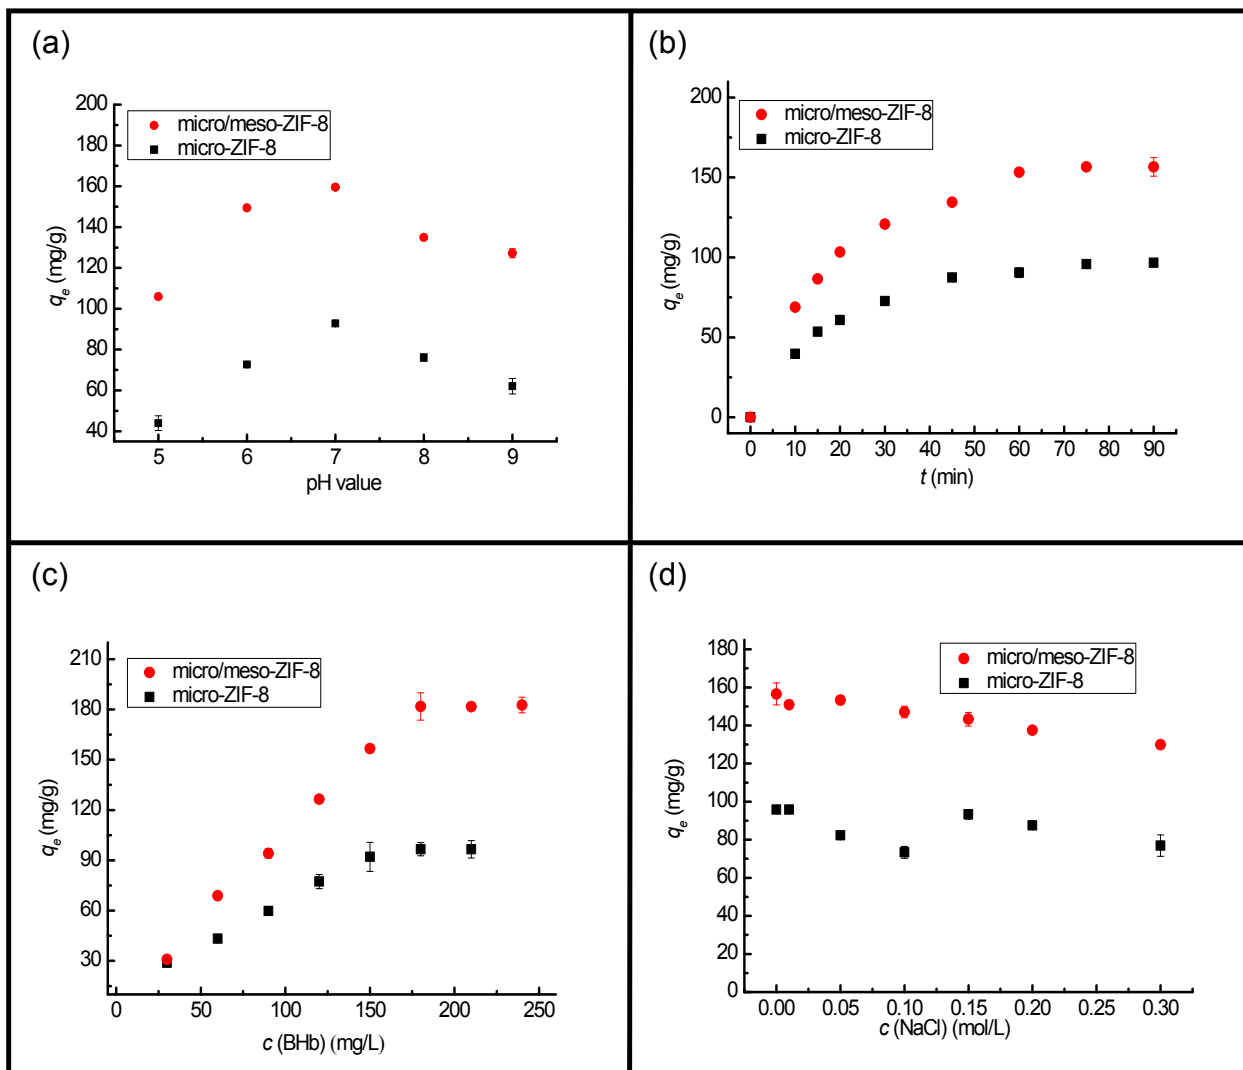 (a)
200
180
160
140
120
100
80
60
40
micro/meso-ZIF-8
micro-ZIF-8
qe (mg/g)
5 6 7 8 9
pH value
(b)
200
150
100
50
0
micro/meso-ZIF-8
micro-ZIF-8
qe (mg/g)
0 10 20 30 40 50 60 70 80 90
t (min)
(c)
210
180
150
120
90
60
30
micro/meso-ZIF-8
micro-ZIF-8
qe (mg/g)
0 50 100 150 200 250
c (BHb) (mg/L)
(d)
180
160
140
120
100
80
60
40
20
0
micro/meso-ZIF-8
micro-ZIF-8
qe (mg/g)
0.00 0.05 0.10 0.15 0.20 0.25 0.30
c (NaCl) (mol/L)